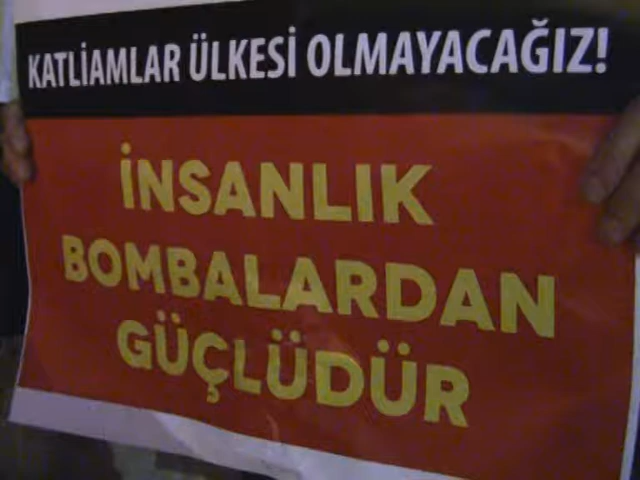 KATLİAMLAR ÜLKESİ OLMAYACAĞIZ!
İNSANLIK
BOMBALARDAN
GÜÇLÜDÜR